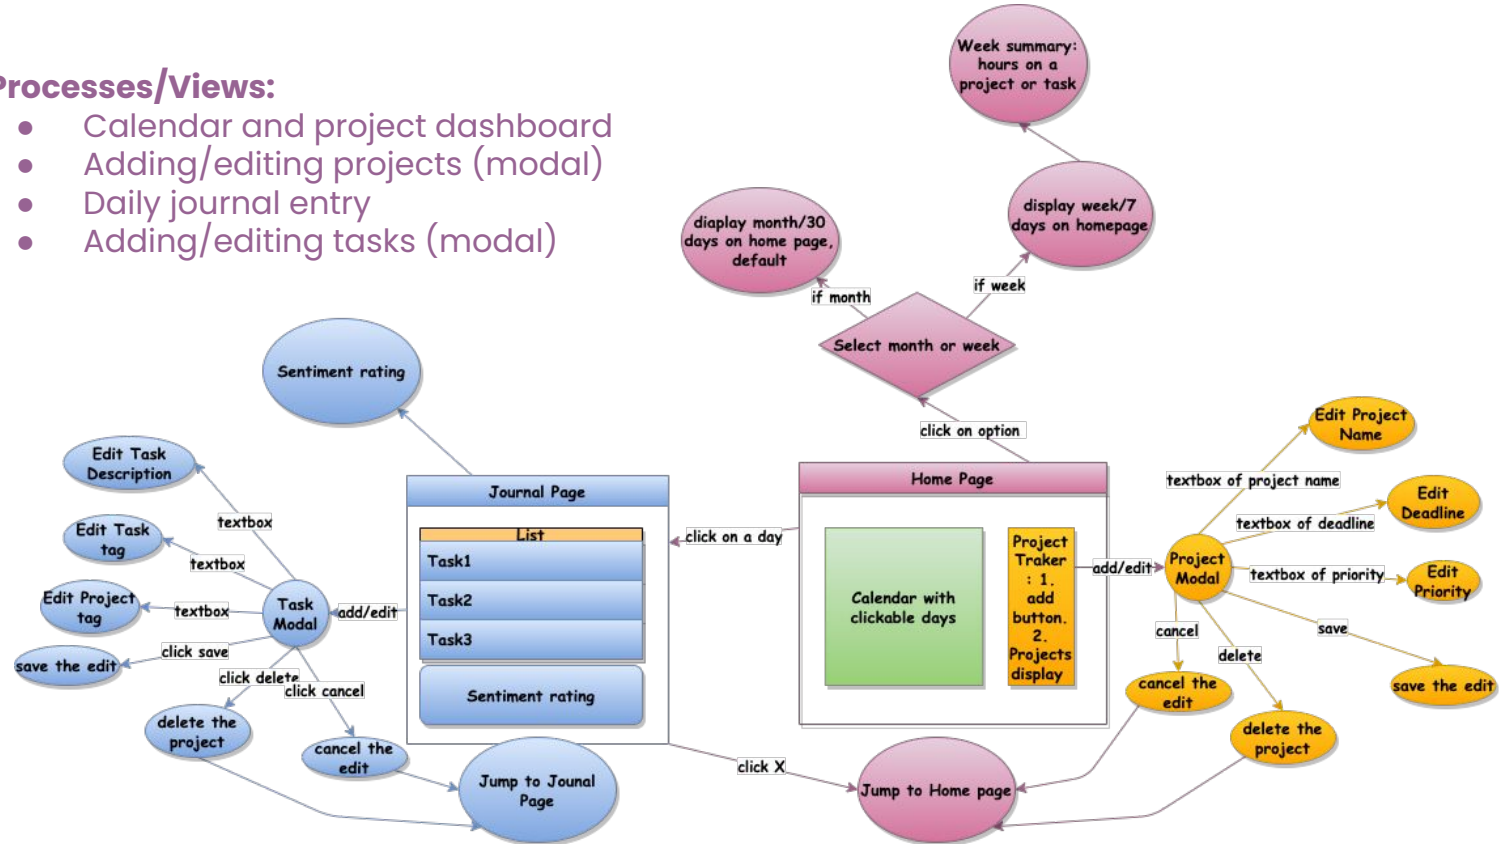 Processes/Views:
● Calendar and project dashboard
● Adding/editing projects (modal)
● Daily journal entry
● Adding/editing tasks (modal)
Week summary:
hours on a
project or task
diaplay month/30
days on home page,
default
display week/7
days on homepage
if month
if week
Select month or week
click on option
Sentiment rating
Edit Task
Description
textbox
Edit Task
tag
textbox
Edit Project
tag
textbox
Task
Modal
add/edit
save the edit
click save
click delete
click cancel
delete the
project
cancel the
edit
Jump to Jounal
Page
Journal Page
List
Task1
Task2
Task3
Sentiment rating
click on a day
click X
Home Page
Calendar with
clickable days
Project
Traker
: 1.
add
button.
2.
Projects
display
add/edit
Jump to Home page
Project
Modal
textbox of project name
Edit Project
Name
textbox of deadline
Edit
Deadline
textbox of priority
Edit
Priority
save
save the edit
cancel
cancel the
edit
delete
delete the
project